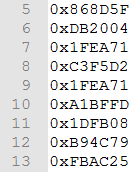 5 0x868D5F
6 0xDB2004
7 0x1FEA71
8 0xC3F5D2
9 0x1FEA71
10 0xA1BFFD
11 0x1DFB08
12 0xB94C79
13 0xFBAC25